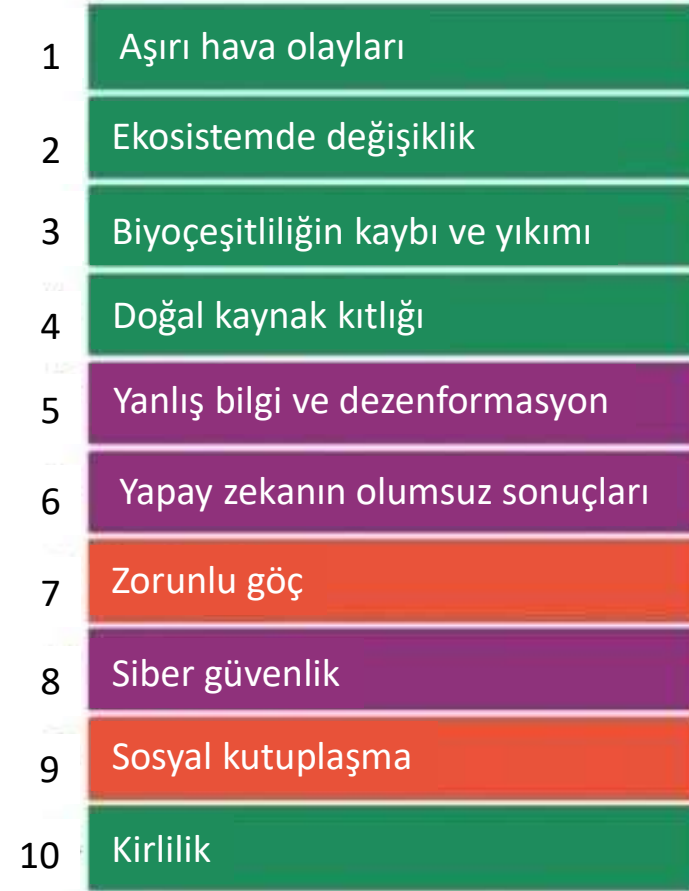 1 Aşırı hava olayları
2 Ekosistemde değişiklik
3 Biyoçeşitliliğin kaybı ve yıkımı
4 Doğal kaynak kıtlığı
5 Yanlış bilgi ve dezenformasyon
6 Yapay zekanın olumsuz sonuçları
7 Zorunlu göç
8 Siber güvenlik
9 Sosyal kutuplaşma
10 Kirlilik